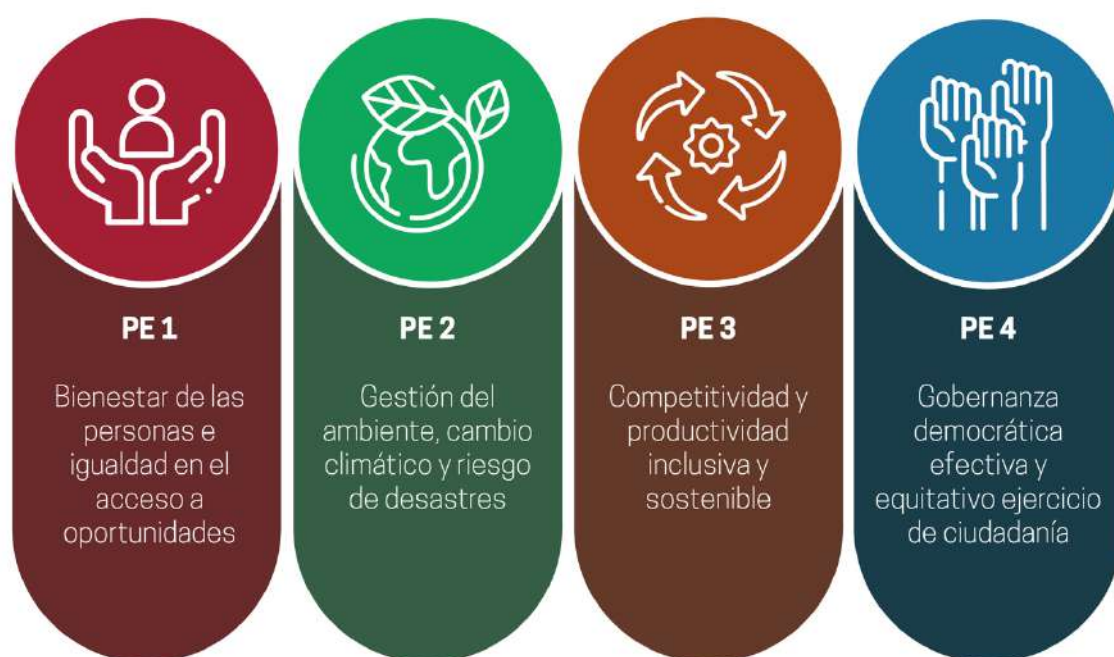 PE 1
Bienestar de las
personas e
igualdad en el
acceso a
oportunidades
PE 2
Gestión del
ambiente, cambio
climático y riesgo
de desastres
PE 3
Competitividad y
productividad
inclusiva y
sostenible
PE 4
Gobernanza
democrática
efectiva y
equitativo ejercicio
de ciudadanía